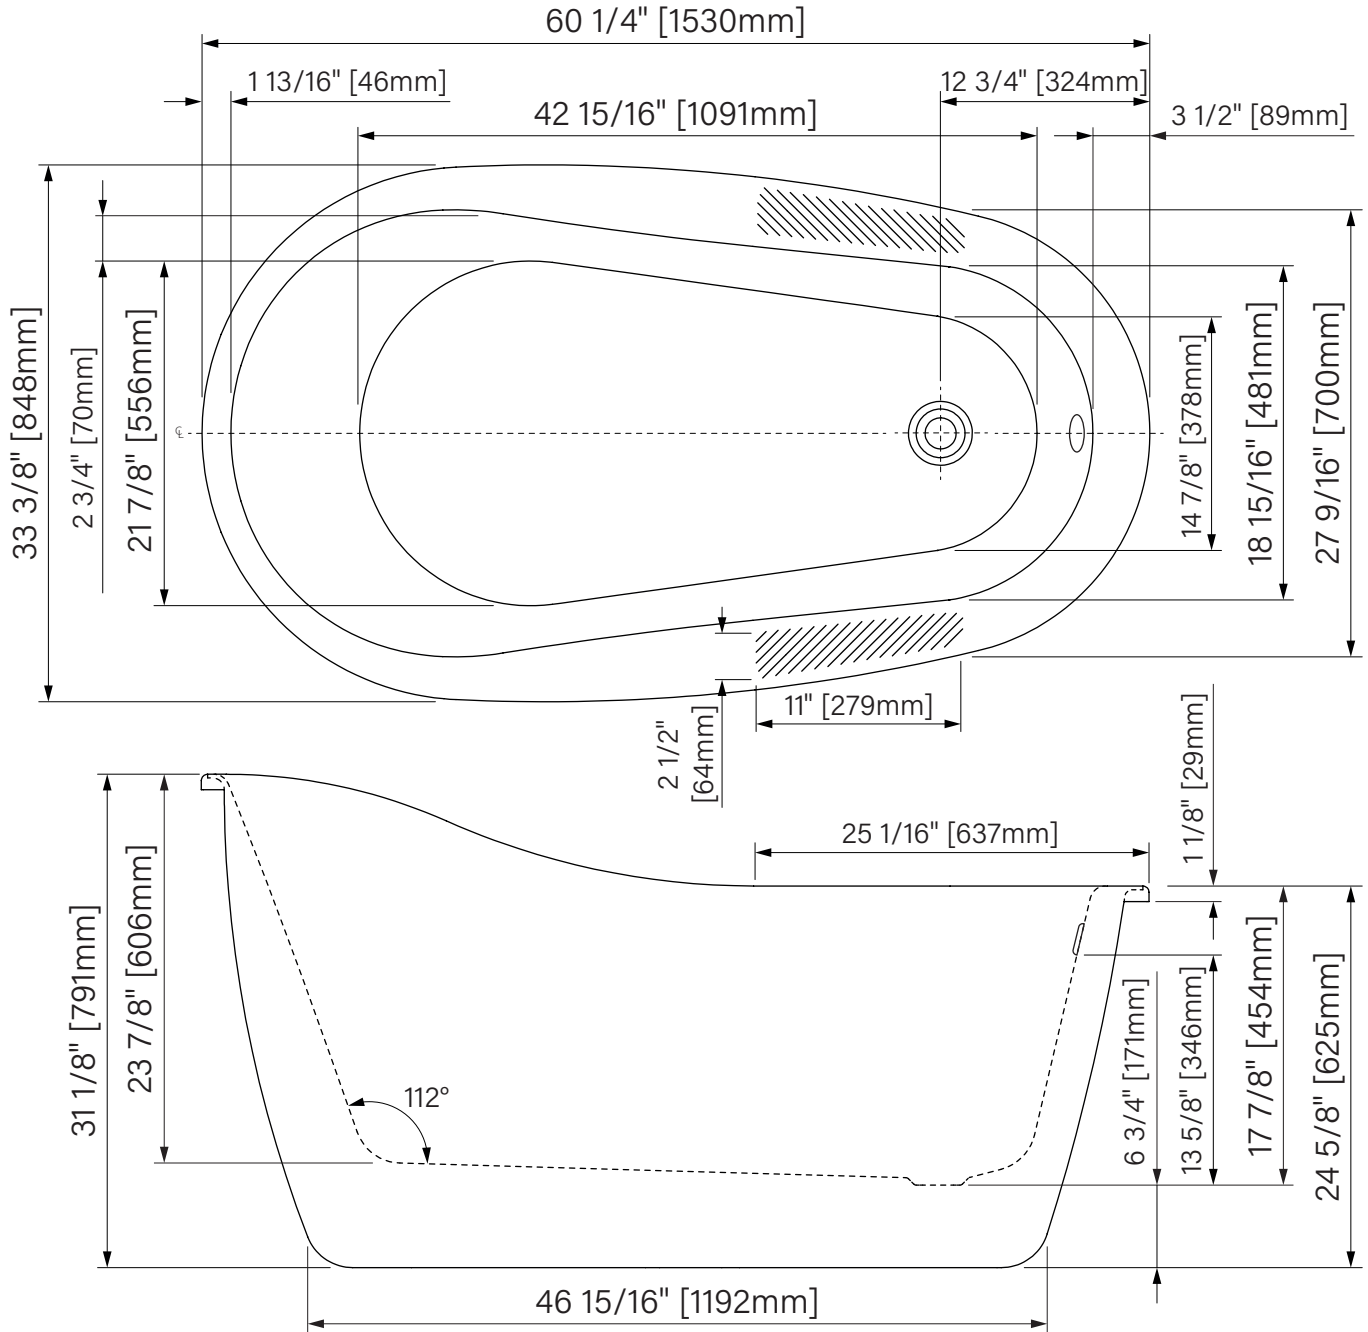 60 1/4" [1530mm]
1 13/16" [46mm]
12 3/4" [324mm]
42 15/16" [1091mm]
3 1/2" [89mm]
33 3/8" [848mm]
2 3/4" [70mm]
21 7/8" [556mm]
℄
14 7/8" [378mm]
18 15/16" [481mm]
27 9/16" [700mm]
11" [279mm]
2 1/2"
[64mm]
1 1/8" [29mm]
25 1/16" [637mm]
31 1/8" [791mm]
23 7/8" [606mm]
112°
6 3/4" [171mm]
13 5/8" [346mm]
17 7/8" [454mm]
24 5/8" [625mm]
46 15/16" [1192mm]